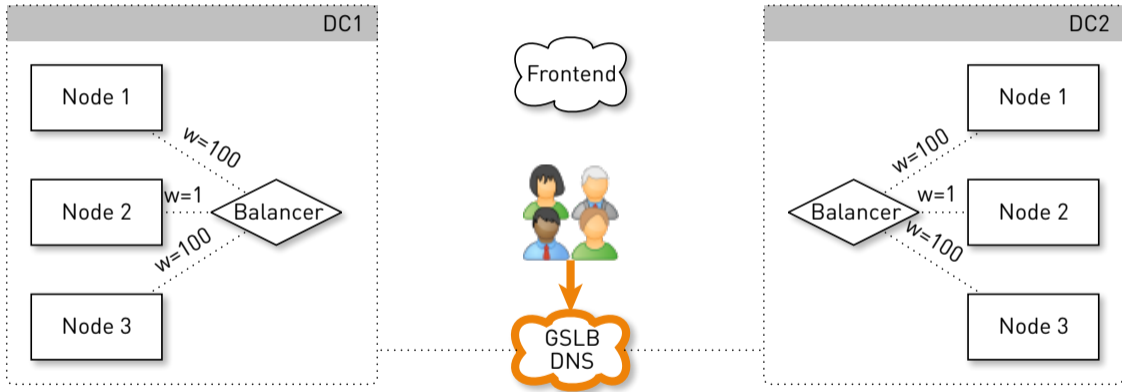 DC1
Node 1
w=100
Node 2
w=1
Balancer
w=100
Node 3
Frontend
GSLB
DNS
DC2
Node 1
w=100
Balancer
w=1
Node 2
w=100
Node 3